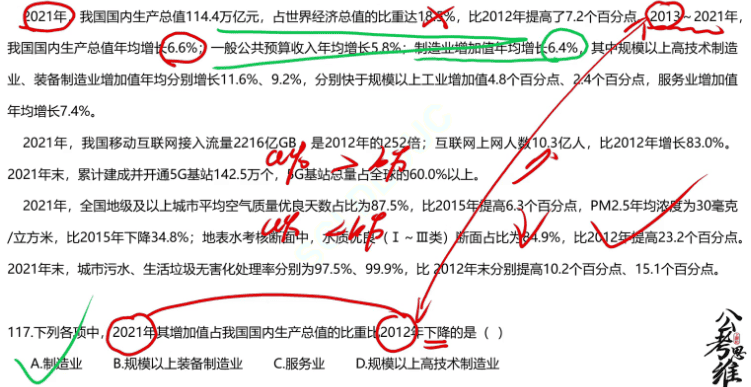 2021年，我国国内生产总值114.4万亿元，占世界经济总值的比重达18.5%，比2012年提高了7.2个百分点，2013～2021年，
我国国内生产总值年均增长6.6%；一般公共预算收入年均增长5.8%；制造业增加值年均增长6.4%，其中规模以上高技术制造
业、装备制造业增加值年均分别增长11.6%、9.2%，分别快于规模以上工业增加值4.8个百分点、2.4个百分点，服务业增加值
年均增长7.4%。
2021年，我国移动互联网接入流量2216亿GB，是2012年的252倍；互联网上网人数10.3亿人，比2012年增长83.0%。
2021年末，累计建成并开通5G基站142.5万个，5G基站总量占全球的60.0%以上。
a% > b%
2021年，全国地级及以上城市平均空气质量优良天数占比为87.5%，比2015年提高6.3个百分点，PM2.5年均浓度为30毫克
/立方米，比2015年下降34.8%；地表水考核断面中，水质优良（Ⅰ～Ⅲ类）断面占比为84.9%，比2012年提高23.2个百分点。
a% < b%
2021年末，城市污水、生活垃圾无害化处理率分别为97.5%、99.9%，比 2012年末分别提高10.2个百分点、15.1个百分点。
117.下列各项中，2021年其增加值占我国国内生产总值的比重比2012年下降的是（ ）
A.制造业 B.规模以上装备制造业 C.服务业 D.规模以上高技术制造业
公考思维